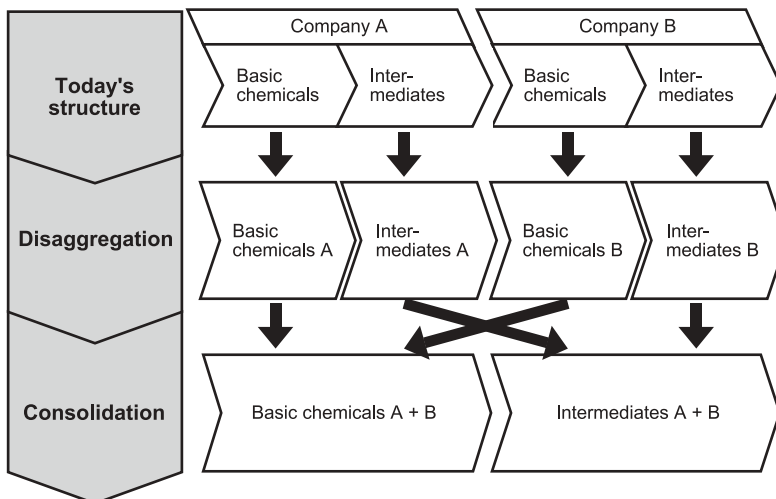 Company A
Company B
Today's
structure
Basic
chemicals
Inter-
mediates
Basic
chemicals
Inter-
mediates
Disaggregation
Basic
chemicals A
Inter-
mediates A
Basic
chemicals B
Inter-
mediates B
Consolidation
Basic chemicals A + B
Intermediates A + B